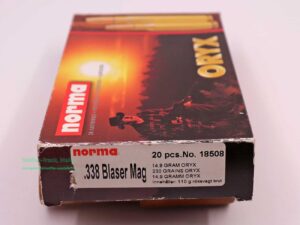 ORYX
norma
norma
20 pcs. No. 18508
.338 Blaser Mag
14,9 GRAM ORYX
230 GRAINS ORYX
14,9 GRAMM ORYX